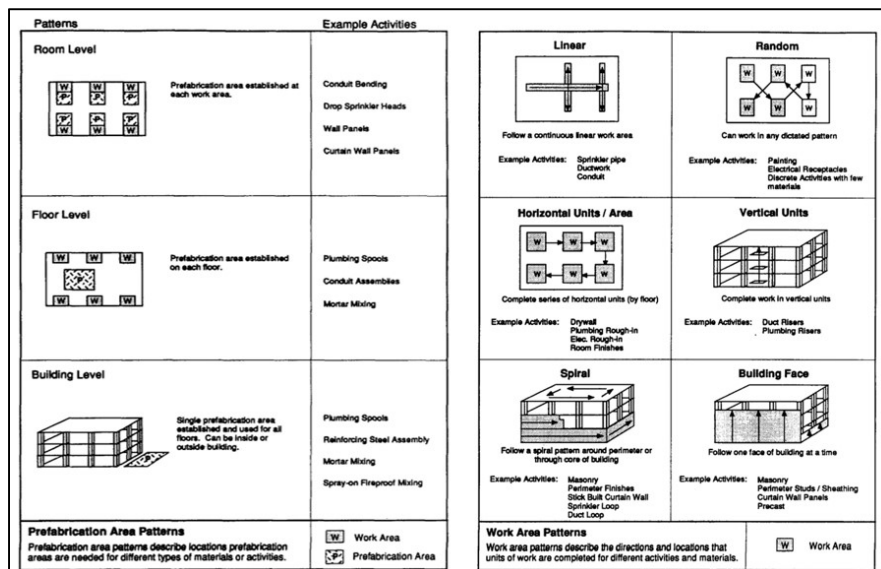 Patterns
Example Activities
Room Level
W W W
P P P
P P P
W W W
Prefabrication area established at
each work area.
Conduit Bending
Drop Sprinkler Heads
Wall Panels
Curtain Wall Panels
Floor Level
W W W
P
W W W
Prefabrication area established
on each floor.
Plumbing Spools
Conduit Assemblies
Mortar Mixing
Building Level
P
Single prefabrication area
established and used for all
floors. Can be inside or
outside building.
Plumbing Spools
Reinforcing Steel Assembly
Mortar Mixing
Spray-on Fireproof Mixing
Prefabrication Area Patterns
Prefabrication area patterns describe locations prefabrication
areas are needed for different types of materials or activities.
W Work Area
P Prefabrication Area
Linear
Follow a continuous linear work area
Example Activities: Sprinkler pipe
Ductwork
Conduit
Random
W W W
W W W
Can work in any dictated pattern
Example Activities: Painting
Electrical Receptacles
Discrete Activities with few
materials
Horizontal Units / Area
W W W
W W W
Complete series of horizontal units (by floor)
Example Activities: Drywall
Plumbing Rough-in
Elec. Rough-in
Room Finishes
Vertical Units
Complete work in vertical units
Example Activities: Duct Risers
Plumbing Risers
Spiral
Follow a spiral pattern around perimeter or
through core of building
Example Activities: Masonry
Perimeter Finishes
Stick Built Curtain Wall
Sprinkler Loop
Duct Loop
Building Face
Follow one face of building at a time
Example Activities: Masonry
Perimeter Studs / Sheathing
Curtain Wall Panels
Precast
Work Area Patterns
Work area patterns describe the directions and locations that
units of work are completed for different activities and materials.
W Work Area